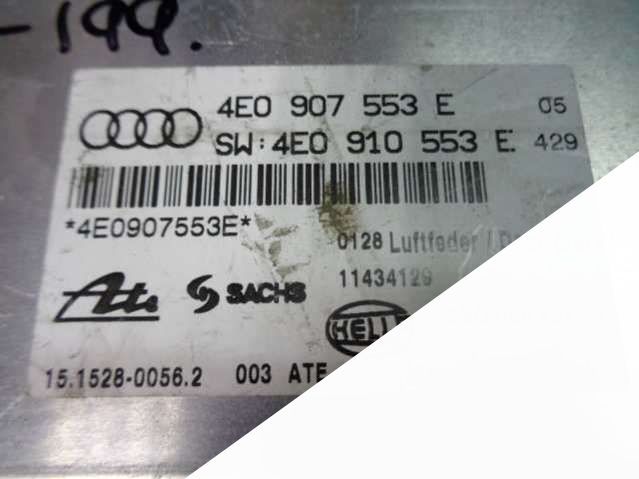 -199.
4E0 907 553 E 05
SW: 4E0 910 553 E. 429
*4E0907553E*
0128 Luftfeder /
11434129
Ate SACHS
15.1528-0056.2 003 ATE